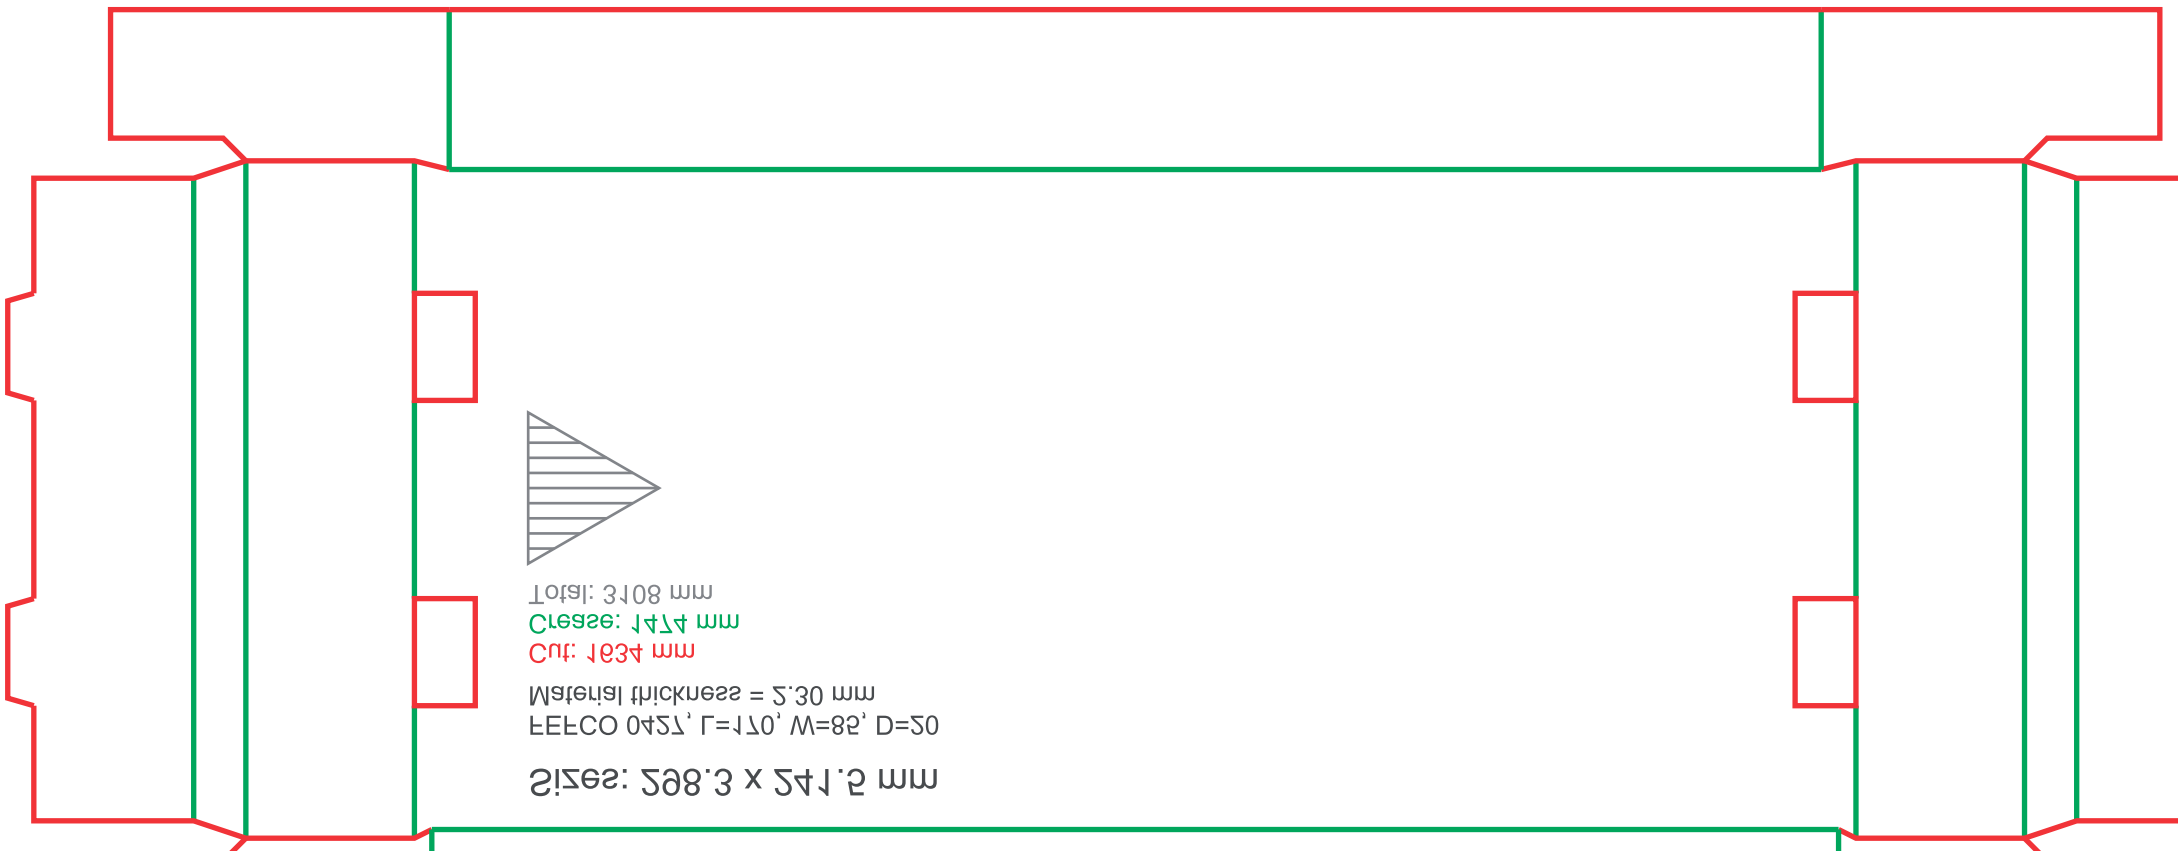 Total: 3108 mm
Crease: 1474 mm
Cut: 1634 mm
Material thickness = 2.30 mm
FEFCO 0427, L=170, W=85, D=20
Sizes: 298.3 x 241.5 mm